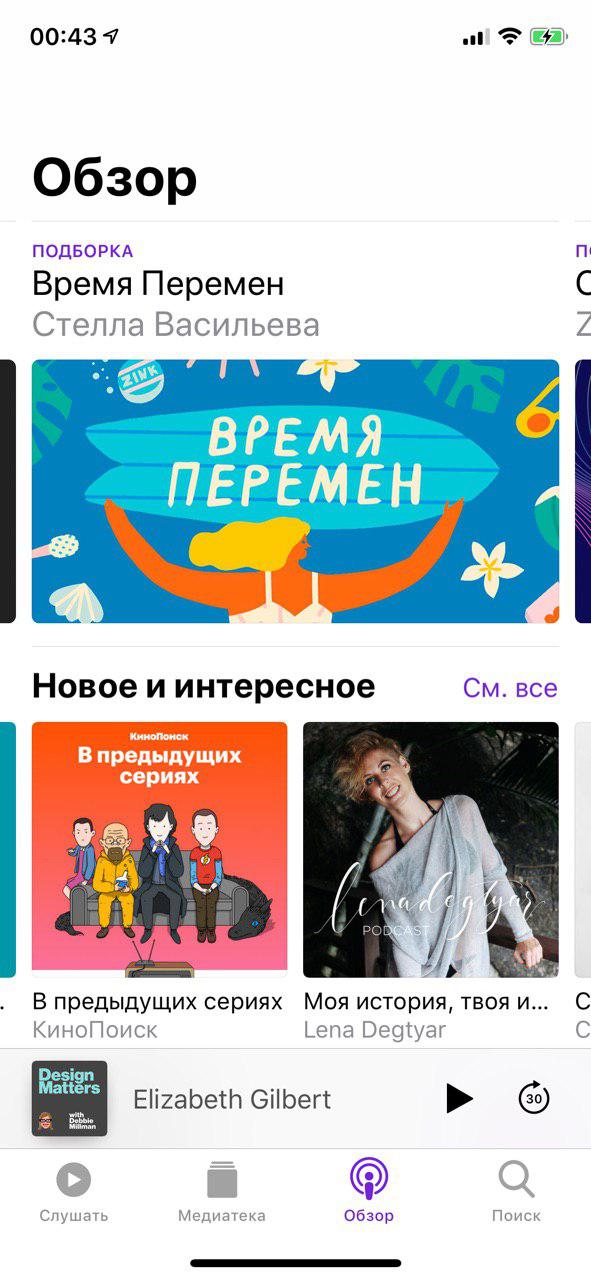 00:43
Обзор
ПОДБОРКА
Время Перемен
Стелла Васильева
ZINK
ВРЕМЯ
ПЕРЕМЕН
Новое и интересное
См. все
КиноПоиск
В предыдущих
сериях
lenadegtyar
PODCAST
В предыдущих сериях
КиноПоиск
Моя история, твоя и...
Lena Degtyar
Design
Matters
with
Debbie
Millman
Elizabeth Gilbert
30
Слушать
Медиатека
Обзор
Поиск